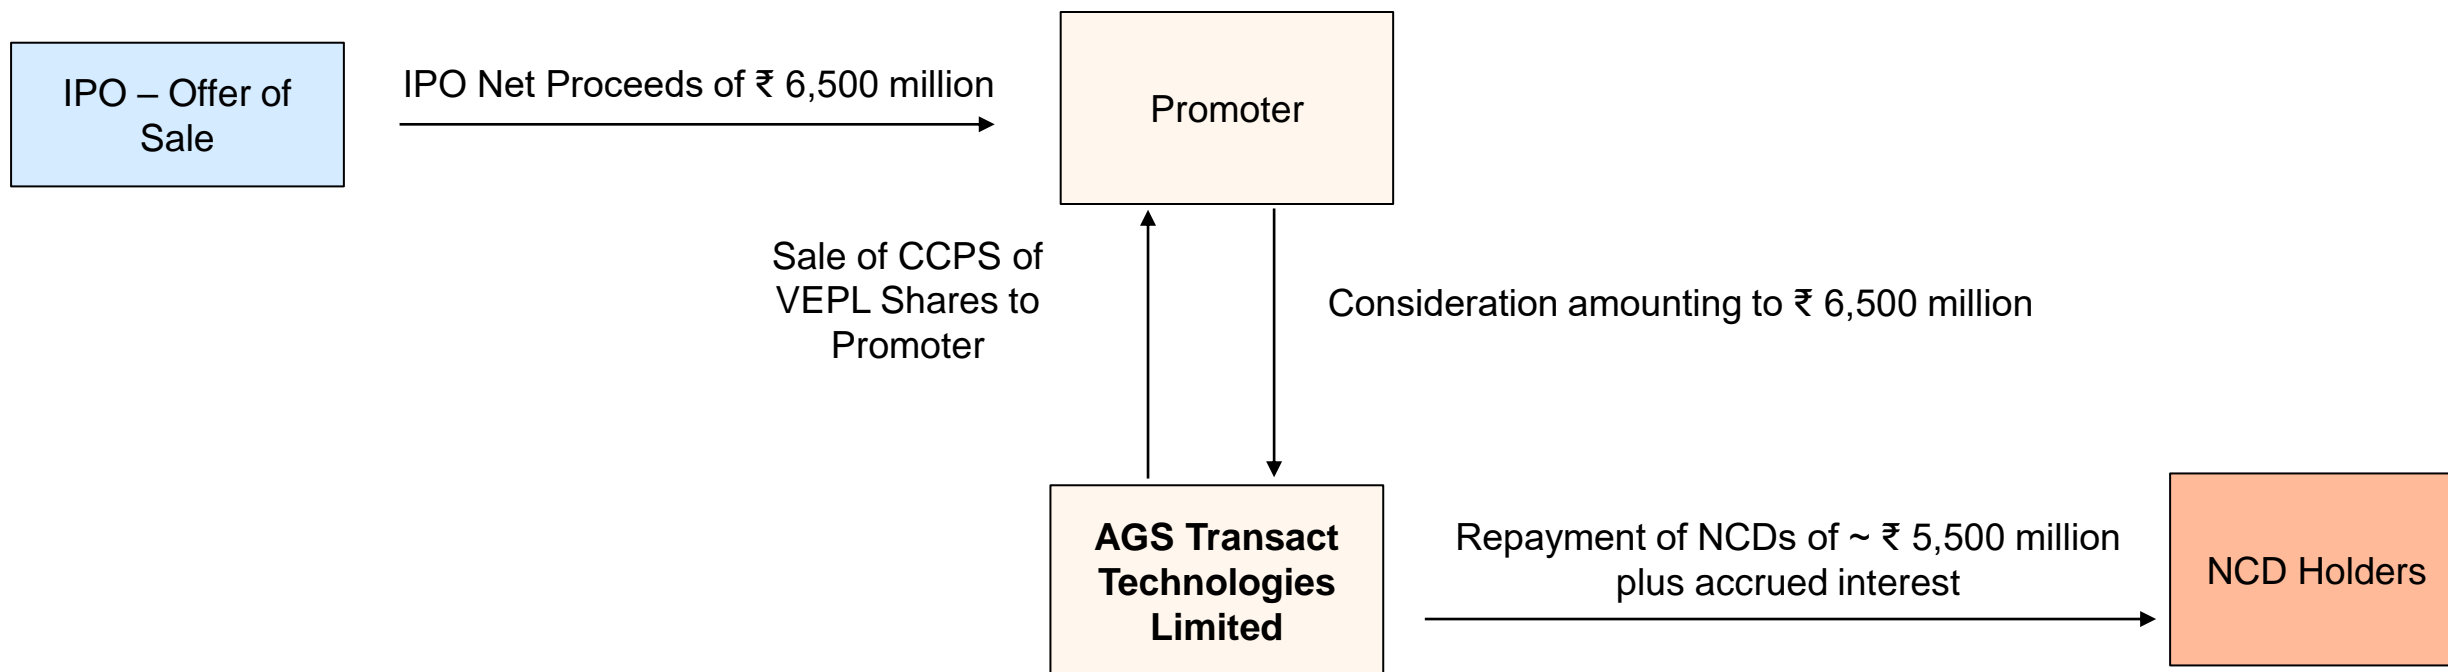 IPO – Offer of
Sale
IPO Net Proceeds of ₹ 6,500 million
Promoter
Sale of CCPS of
VEPL Shares to
Promoter
Consideration amounting to ₹ 6,500 million
AGS Transact
Technologies
Limited
Repayment of NCDs of ~ ₹ 5,500 million
plus accrued interest
NCD Holders